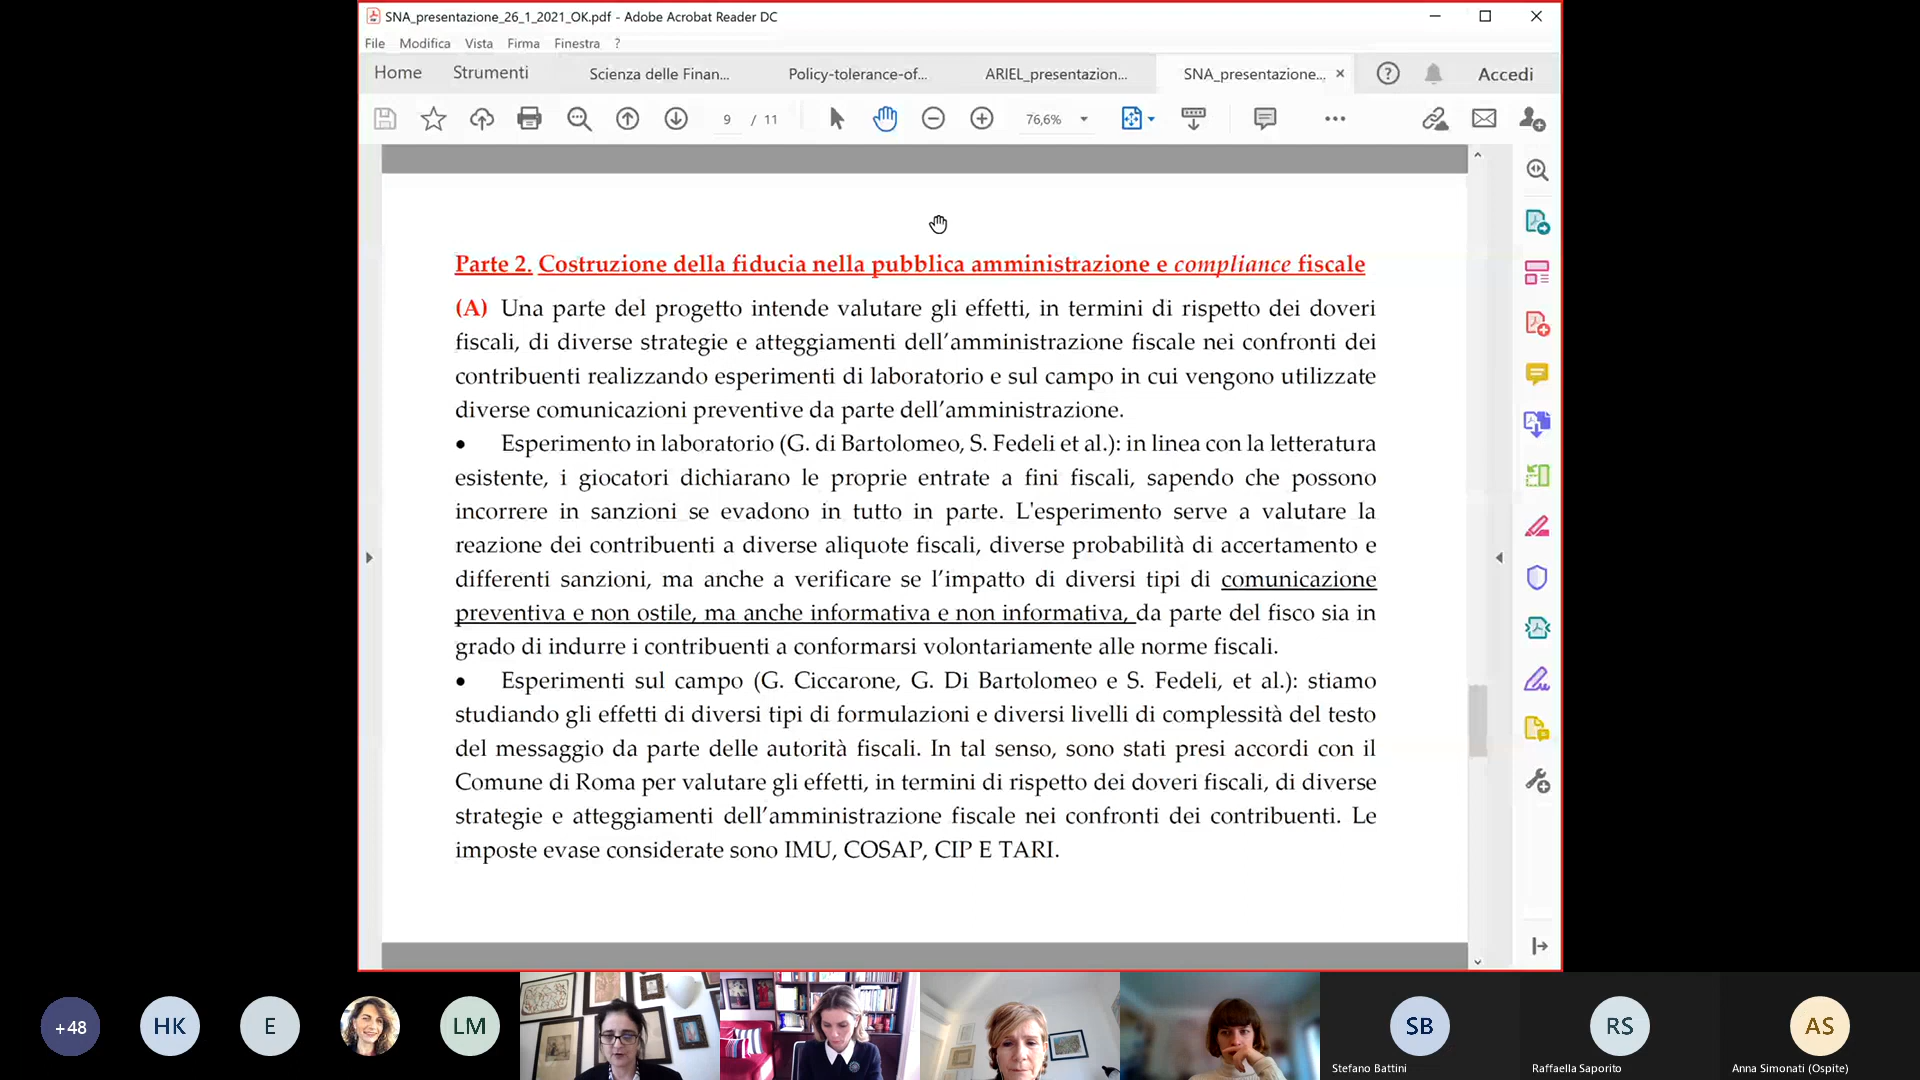 SNA_presentazione_26_1_2021_OK.pdf - Adobe Acrobat Reader DC
File Modifica Vista Firma Finestra ?
Home Strumenti Scienza delle Finan... Policy-tolerance-of... ARIEL_presentazion... SNA_presentazione... × ? Accedi
9 / 11 76,6%
Parte 2. Costruzione della fiducia nella pubblica amministrazione e compliance fiscale
(A) Una parte del progetto intende valutare gli effetti, in termini di rispetto dei doveri
fiscali, di diverse strategie e atteggiamenti dell’amministrazione fiscale nei confronti dei
contribuenti realizzando esperimenti di laboratorio e sul campo in cui vengono utilizzate
diverse comunicazioni preventive da parte dell’amministrazione.
• Esperimento in laboratorio (G. di Bartolomeo, S. Fedeli et al.): in linea con la letteratura
esistente, i giocatori dichiarano le proprie entrate a fini fiscali, sapendo che possono
incorrere in sanzioni se evadono in tutto in parte. L'esperimento serve a valutare la
reazione dei contribuenti a diverse aliquote fiscali, diverse probabilità di accertamento e
differenti sanzioni, ma anche a verificare se l’impatto di diversi tipi di comunicazione
preventiva e non ostile, ma anche informativa e non informativa, da parte del fisco sia in
grado di indurre i contribuenti a conformarsi volontariamente alle norme fiscali.
• Esperimenti sul campo (G. Ciccarone, G. Di Bartolomeo e S. Fedeli, et al.): stiamo
studiando gli effetti di diversi tipi di formulazioni e diversi livelli di complessità del testo
del messaggio da parte delle autorità fiscali. In tal senso, sono stati presi accordi con il
Comune di Roma per valutare gli effetti, in termini di rispetto dei doveri fiscali, di diverse
strategie e atteggiamenti dell’amministrazione fiscale nei confronti dei contribuenti. Le
imposte evase considerate sono IMU, COSAP, CIP E TARI.
+48 HK E LM SB RS AS
Stefano Battini Raffaella Saporito Anna Simonati (Ospite)